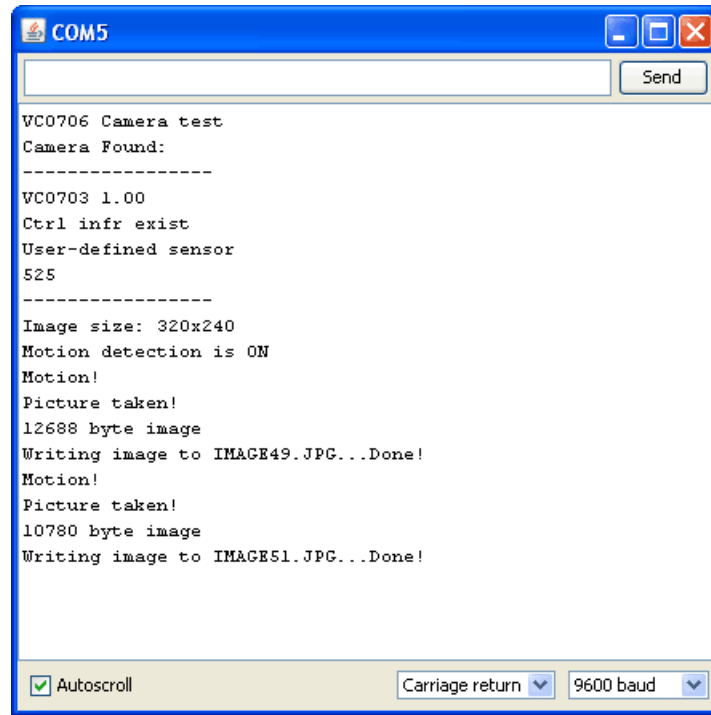 COM5
Send
VC0706 Camera test
Camera Found:
-----------------
VC0703 1.00
Ctrl infr exist
User-defined sensor
525
-----------------
Image size: 320x240
Motion detection is ON
Motion!
Picture taken!
12688 byte image
Writing image to IMAGE49.JPG...Done!
Motion!
Picture taken!
10780 byte image
Writing image to IMAGE51.JPG...Done!
Autoscroll Carriage return 9600 baud